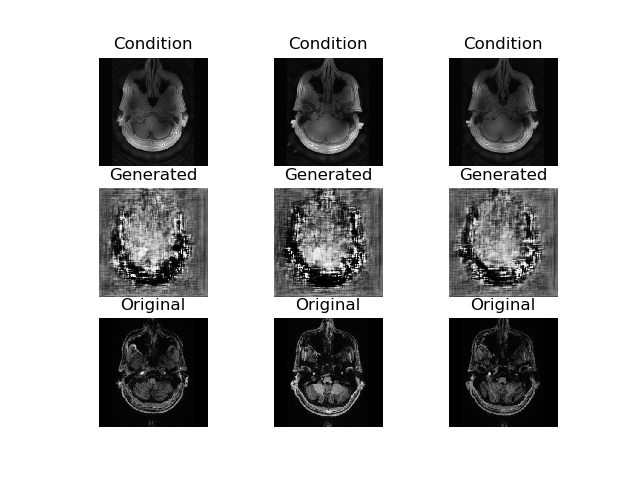 Condition Condition Condition
Generated Generated Generated
Original Original Original